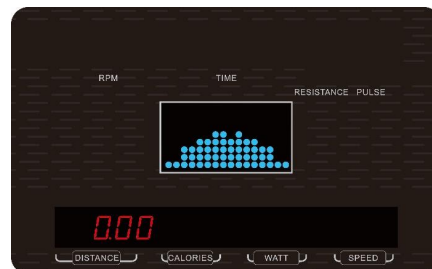 RPM TIME
RESISTANCE PULSE
0.00
DISTANCE CALORIES WATT SPEED